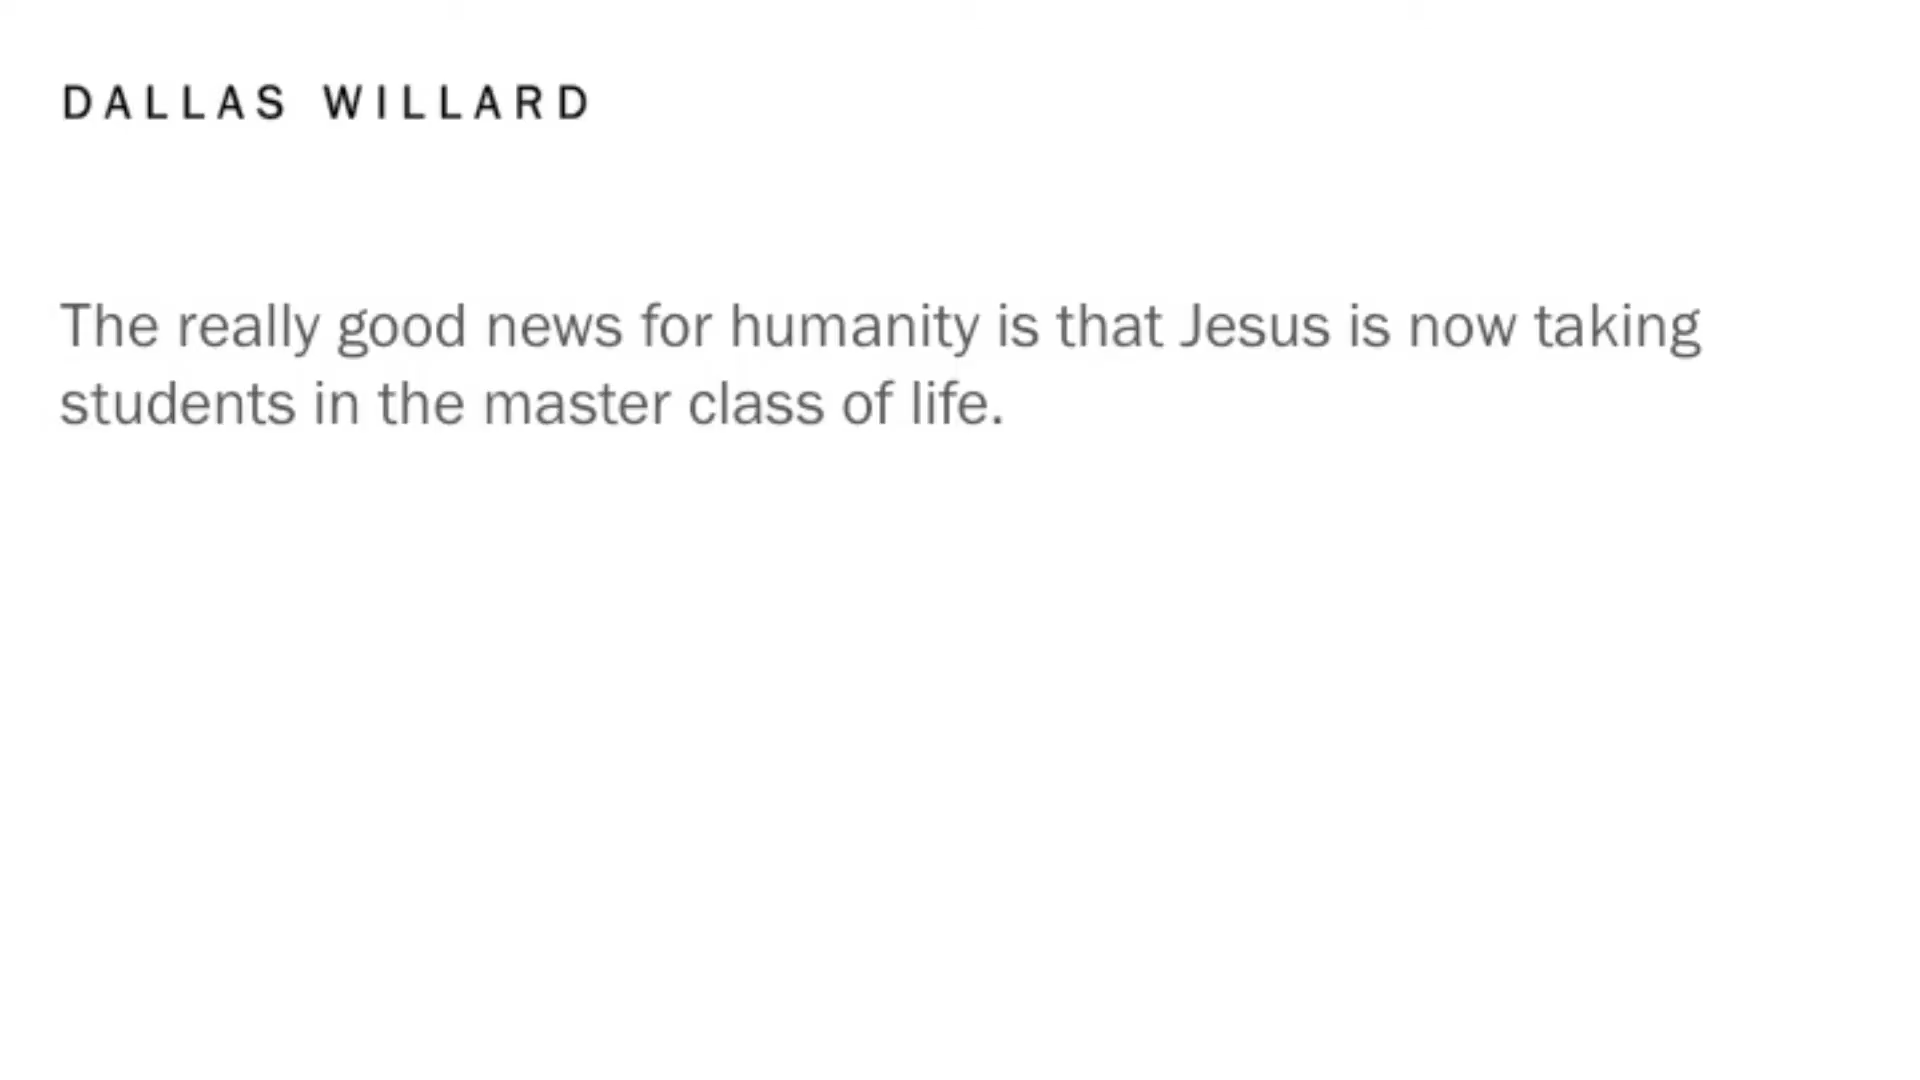 DALLAS WILLARD
The really good news for humanity is that Jesus is now taking
students in the master class of life.